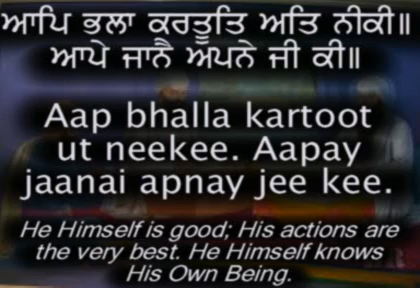 ਆਪਿ ਭਲਾ ਕਰਤੂਤਿ ਅਤਿ ਨੀਕੀ॥
ਆਪੇ ਜਾਨੈ ਅਪਨੇ ਜੀ ਕੀ॥
Aap bhalla kartoot
ut neekee. Aapay
jaanai apnay jee kee.
He Himself is good; His actions are
the very best. He Himself knows
His Own Being.